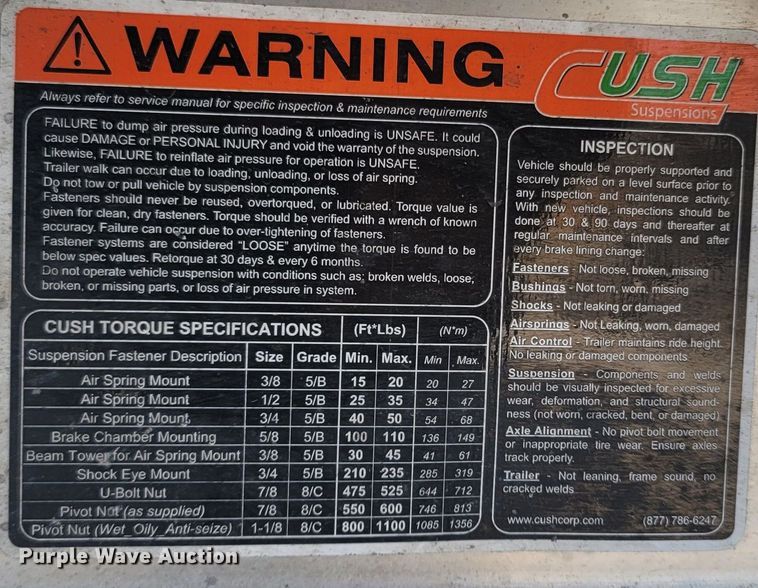 WARNING
CUSH
Suspensions
Always refer to service manual for specific inspection & maintenance requirements
FAILURE to dump air pressure during loading & unloading is UNSAFE. It could
cause DAMAGE or PERSONAL INJURY and void the warranty of the suspension.
Likewise, FAILURE to reinflate air pressure for operation is UNSAFE.
Trailer walk can occur due to loading, unloading, or loss of air spring.
Do not tow or pull vehicle by suspension components.
Fasteners should never be reused, overtorqued, or lubricated. Torque value is
given for clean, dry fasteners. Torque should be verified with a wrench of known
accuracy. Failure can occur due to over-tightening of fasteners.
Fastener systems are considered "LOOSE" anytime the torque is found to be
below spec values. Retorque at 30 days & every 6 months.
Do not operate vehicle suspension with conditions such as; broken welds, loose,
broken, or missing parts, or loss of air pressure in system.
CUSH TORQUE SPECIFICATIONS (Ft*Lbs) (N*m)
Suspension Fastener Description Size Grade Min. Max. Min Max.
Air Spring Mount 3/8 5/B 15 20 20 27
Air Spring Mount 1/2 5/B 25 35 34 47
Air Spring Mount 3/4 5/B 40 50 54 68
Brake Chamber Mounting 5/8 5/B 100 110 136 149
Beam Tower for Air Spring Mount 3/8 5/B 30 45 41 61
Shock Eye Mount 3/4 5/B 210 235 285 319
U-Bolt Nut 7/8 8/C 475 525 644 712
Pivot Nut (as supplied) 7/8 8/C 550 600 746 813
Pivot Nut (Wet_Oily_Anti-seize) 1-1/8 8/C 800 1100 1085 1356
INSPECTION
Vehicle should be properly supported and
securely parked on a level surface prior to
any inspection and maintenance activity.
With new vehicle, inspections should be
done at 30 & 90 days and thereafter at
regular maintenance intervals and after
every brake lining change:
Fasteners - Not loose, broken, missing
Bushings - Not torn, worn, missing
Shocks - Not leaking or damaged
Airsprings - Not Leaking, worn, damaged
Air Control - Trailer maintains ride height.
No leaking or damaged components
Suspension - Components and welds
should be visually inspected for excessive
wear, deformation, and structural sound-
ness (not worn, cracked, bent, or damaged)
Axle Alignment - No pivot bolt movement
or inappropriate tire wear. Ensure axles
track properly.
Trailer - Not leaning, frame sound, no
cracked welds
www.cushcorp.com (877) 786-6247
Purple Wave Auction